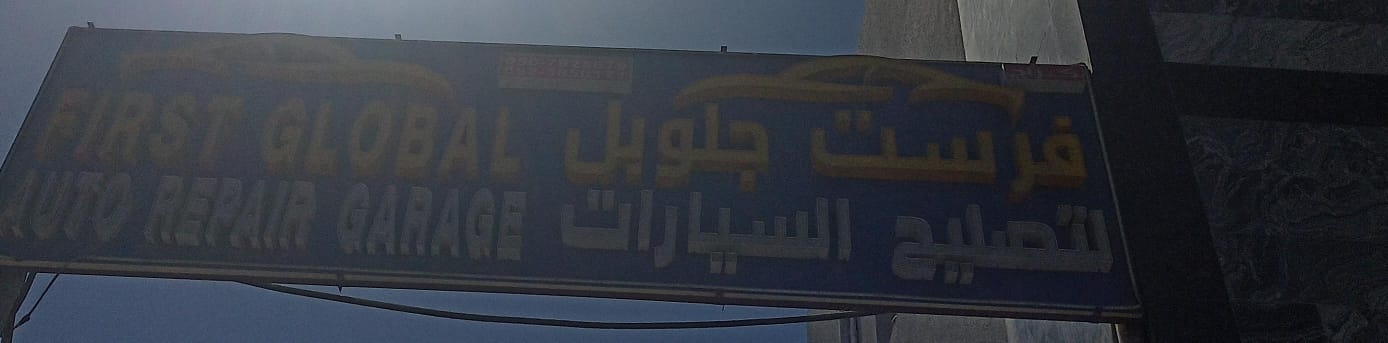 FIRST GLOBAL
AUTO REPAIR GARAGE
فرست جلوبل
لتصليح السيارات